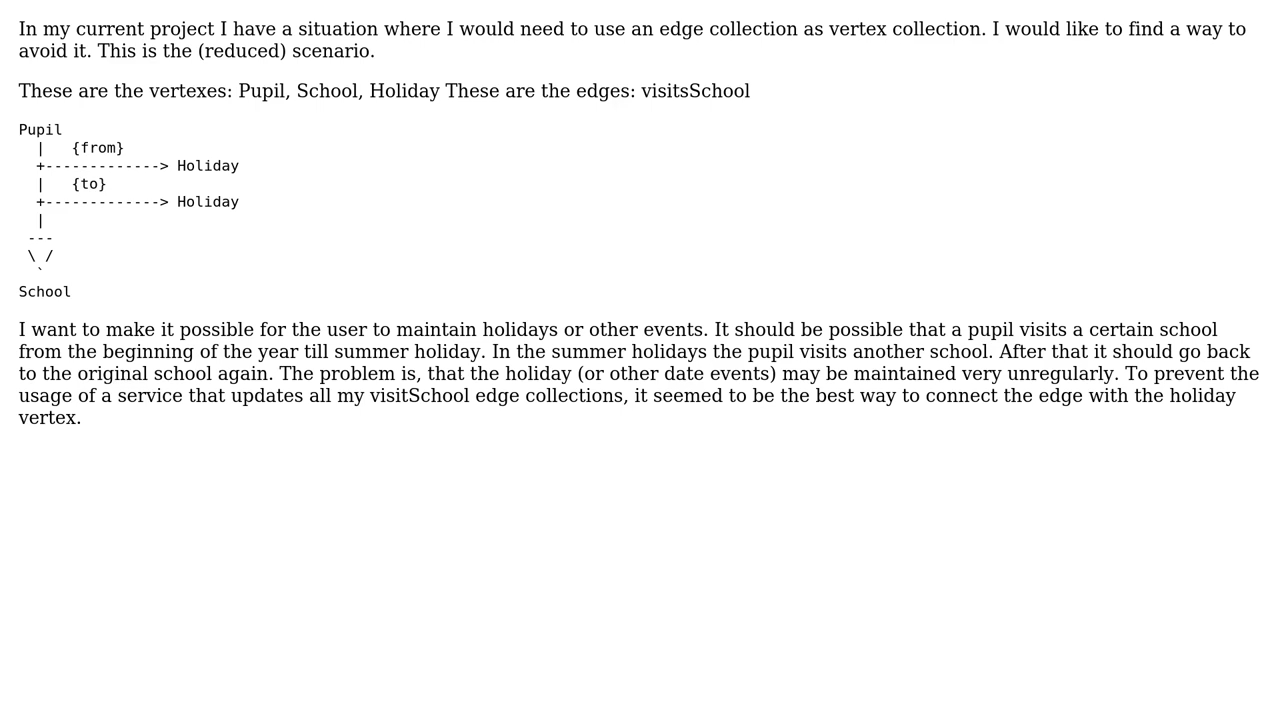 In my current project I have a situation where I would need to use an edge collection as vertex collection. I would like to find a way to
avoid it. This is the (reduced) scenario.
These are the vertexes: Pupil, School, Holiday These are the edges: visitsSchool
Pupil
  |   {from}
  +-------------> Holiday
  |   {to}
  +-------------> Holiday
  |
 ---
 \ /
  `
School
I want to make it possible for the user to maintain holidays or other events. It should be possible that a pupil visits a certain school
from the beginning of the year till summer holiday. In the summer holidays the pupil visits another school. After that it should go back
to the original school again. The problem is, that the holiday (or other date events) may be maintained very unregularly. To prevent the
usage of a service that updates all my visitSchool edge collections, it seemed to be the best way to connect the edge with the holiday
vertex.